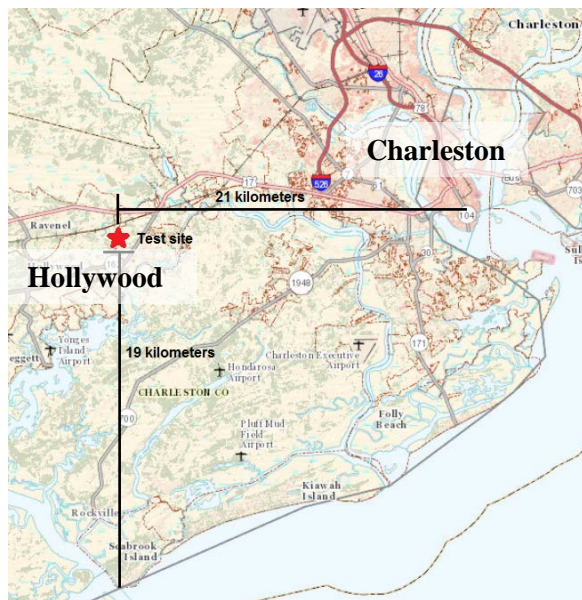 Charleston
26
78
Charleston
17
526
1
703
21 kilometers
104
Ravenel
Test site
Hollywood
30
1948
19 kilometers
Yonges
Island
Airport
Charleston Executive
Airport
171
Hondarosa
Airport
CHARLESTON CO
700
Folly
Beach
Pluff Mud
Field
Airport
Kiawah
Island
Rockville
Seabrook
Island